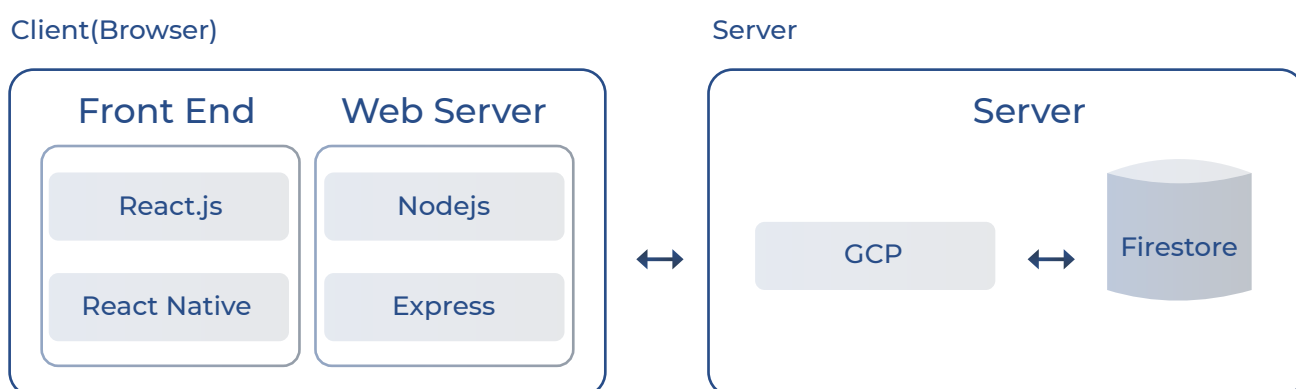 Client(Browser)
Server
Front End
Web Server
React.js
React Native
Nodejs
Express
Server
GCP
Firestore